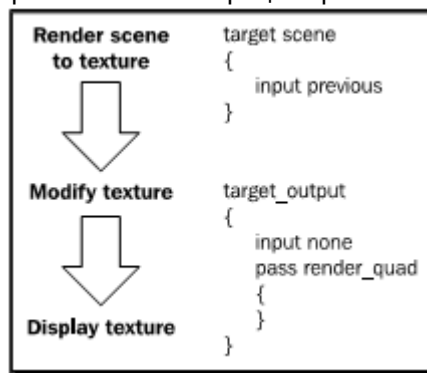 Render scene
to texture
Modify texture
Display texture
target scene
{
input previous
}
target_output
{
input none
pass render_quad
{
}
}